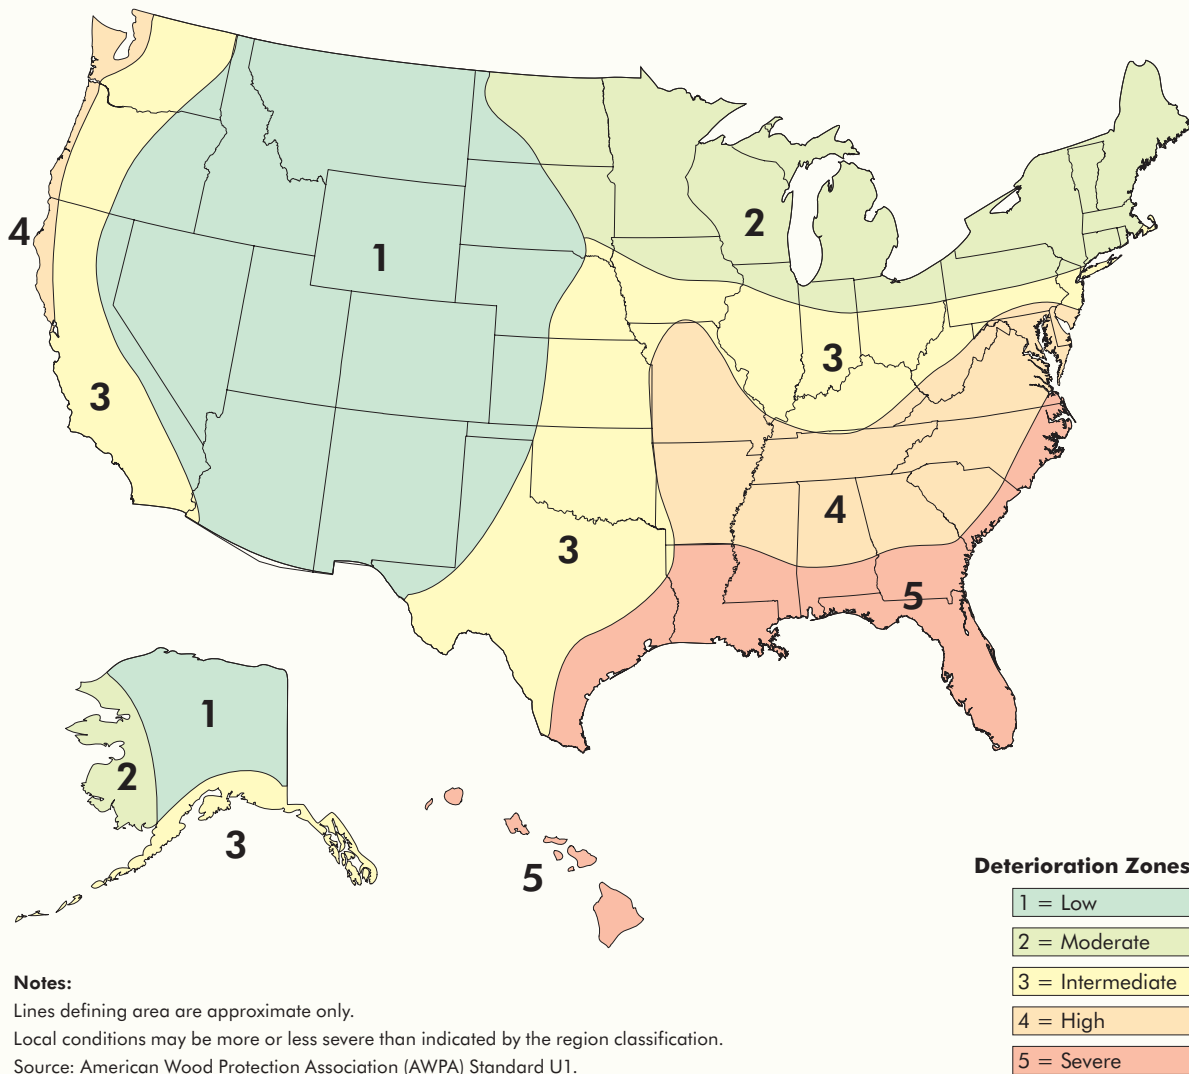 4
1
2
3
3
3
4
5
1
2
3
5
Deterioration Zones
1 = Low
2 = Moderate
3 = Intermediate
4 = High
5 = Severe
Notes:
Lines defining area are approximate only.
Local conditions may be more or less severe than indicated by the region classification.
Source: American Wood Protection Association (AWPA) Standard U1.